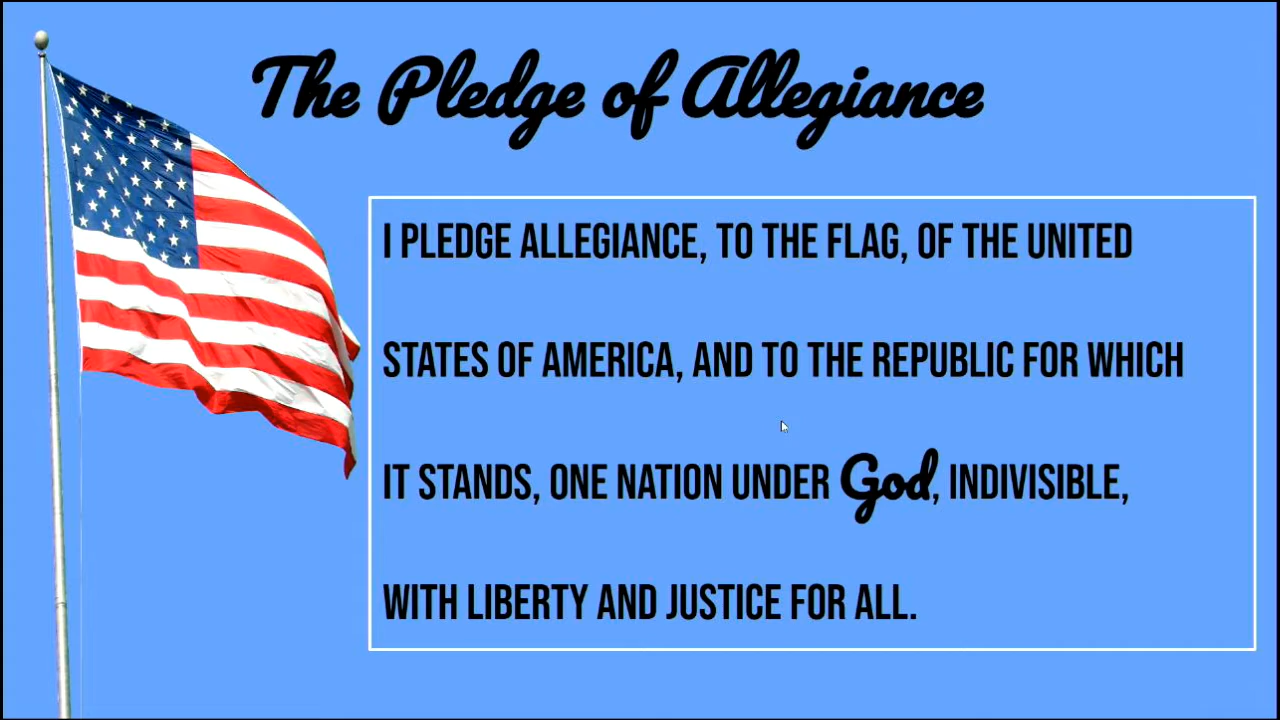 The Pledge of Allegiance
I PLEDGE ALLEGIANCE, TO THE FLAG, OF THE UNITED
STATES OF AMERICA, AND TO THE REPUBLIC FOR WHICH
IT STANDS, ONE NATION UNDER God, INDIVISIBLE,
WITH LIBERTY AND JUSTICE FOR ALL.